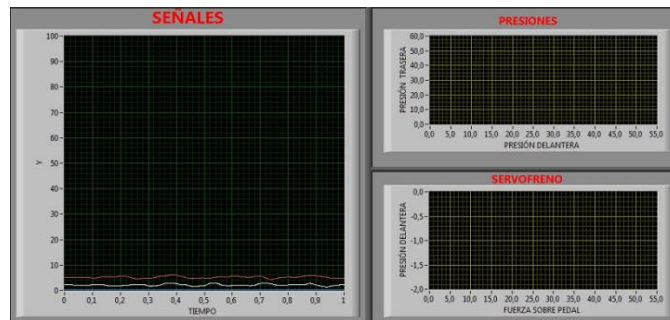 SEÑALES
100-
90-
80-
70-
60-
50-
40-
30-
20-
10-
0-
Y
0 0,1 0,2 0,3 0,4 0,5 0,6 0,7 0,8 0,9 1
TIEMPO
PRESIONES
60,0-
50,0-
40,0-
30,0-
20,0-
10,0-
0,0-
PRESIÓN TRASERA
0,0 5,0 10,0 15,0 20,0 25,0 30,0 35,0 40,0 45,0 50,0 55,0
PRESIÓN DELANTERA
SERVOFRENO
0,0-
-0,5-
-1,0-
-1,5-
-2,0-
PRESIÓN DELANTERA
0,0 5,0 10,0 15,0 20,0 25,0 30,0 35,0 40,0 45,0 50,0 55,0
FUERZA SOBRE PEDAL